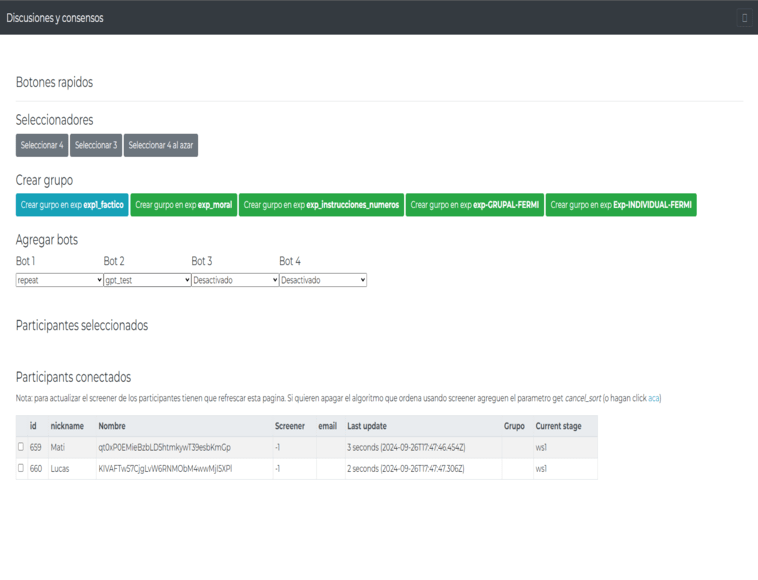 Discusiones y consensos
Botones rapidos
Seleccionadores
Seleccionar 4 Seleccionar 3 Seleccionar 4 al azar
Crear grupo
Crear gurpo en exp exp1_factico Crear gurpo en exp exp_moral Crear gurpo en exp exp_instrucciones_numeros Crear gurpo en exp exp-GRUPAL-FERMI Crear gurpo en exp Exp-INDIVIDUAL-FERMI
Agregar bots
Bot 1 Bot 2 Bot 3 Bot 4
repeat gpt_test Desactivado Desactivado
Participantes seleccionados
Participants conectados
Nota: para actualizar el screener de los participantes tienen que refrescar esta pagina. Si quieren apagar el algoritmo que ordena usando screener agreguen el parametro get cancel_sort (o hagan click aca)
id nickname Nombre Screener email Last update Grupo Current stage
659 Mati qt0xP0EMieBzbLD5htmkywT39esbKmGp -1 3 seconds (2024-09-26T17:47:46.454Z) ws1
660 Lucas KIVAFTwS7CjgLvW6RNMObM4wwMjI5XPl -1 2 seconds (2024-09-26T17:47:47.306Z) ws1